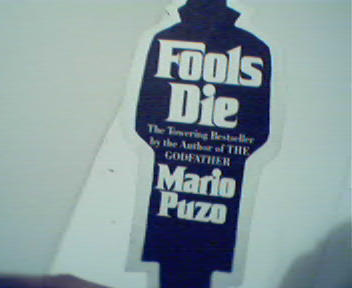 Fools
Die
The Towering Bestseller
by the Author of THE
GODFATHER
Mario
Puzo